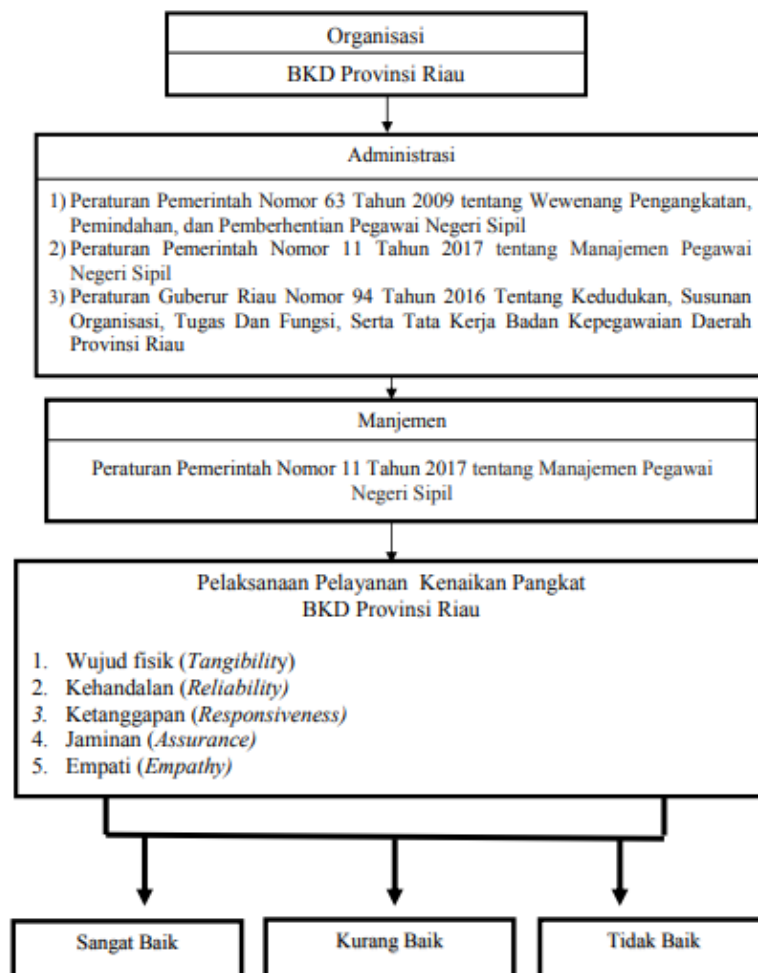 Organisasi
BKD Provinsi Riau
Administrasi
1) Peraturan Pemerintah Nomor 63 Tahun 2009 tentang Wewenang Pengangkatan,
Pemindahan, dan Pemberhentian Pegawai Negeri Sipil
2) Peraturan Pemerintah Nomor 11 Tahun 2017 tentang Manajemen Pegawai
Negeri Sipil
3) Peraturan Guberur Riau Nomor 94 Tahun 2016 Tentang Kedudukan, Susunan
Organisasi, Tugas Dan Fungsi, Serta Tata Kerja Badan Kepegawaian Daerah
Provinsi Riau
Manjemen
Peraturan Pemerintah Nomor 11 Tahun 2017 tentang Manajemen Pegawai
Negeri Sipil
Pelaksanaan Pelayanan Kenaikan Pangkat
BKD Provinsi Riau
1. Wujud fisik (Tangibility)
2. Kehandalan (Reliability)
3. Ketanggapan (Responsiveness)
4. Jaminan (Assurance)
5. Empati (Empathy)
Sangat Baik
Kurang Baik
Tidak Baik